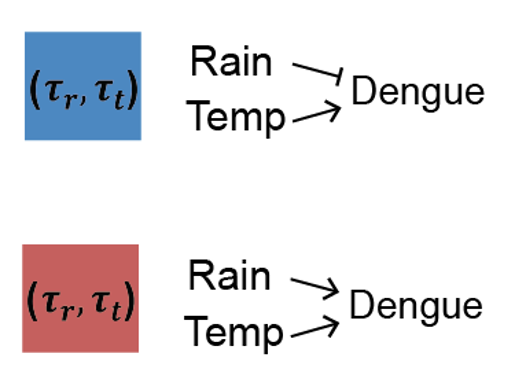 (τᵣ, τₜ)
Rain
Temp
Dengue
(τᵣ, τₜ)
Rain
Temp
Dengue